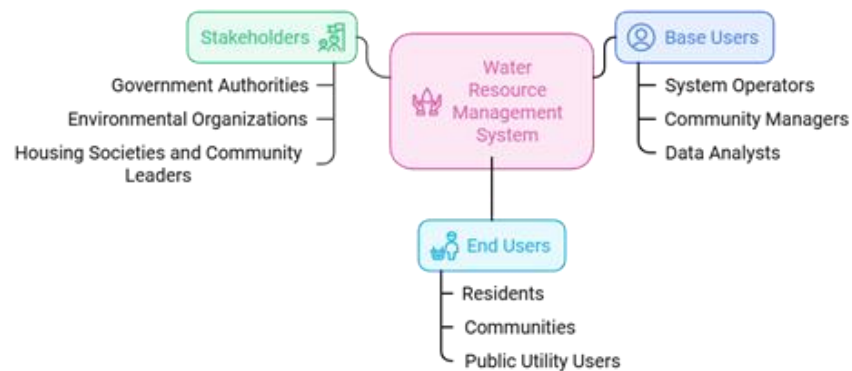 Stakeholders
Government Authorities
Environmental Organizations
Housing Societies and Community
Leaders
Water
Resource
Management
System
Base Users
System Operators
Community Managers
Data Analysts
End Users
Residents
Communities
Public Utility Users